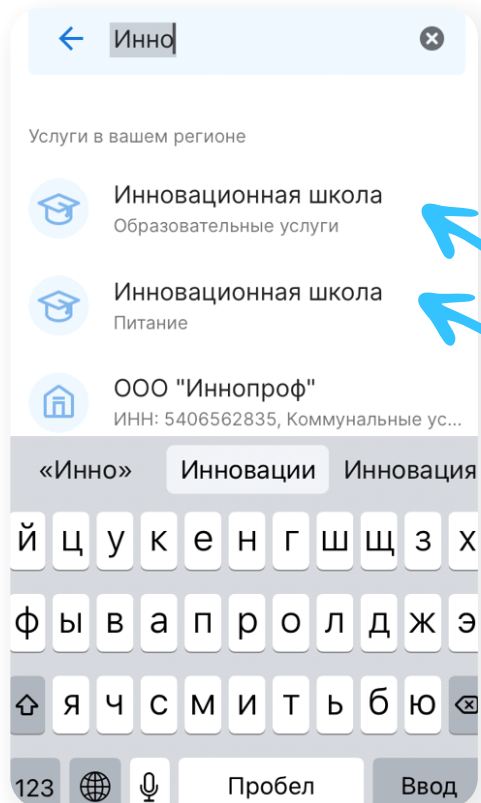 Инно
Услуги в вашем регионе
Инновационная школа
Образовательные услуги
Инновационная школа
Питание
ООО "Иннопроф"
ИНН: 5406562835, Коммунальные ус...
«Инно» Инновации Инновация
й ц у к е н г ш щ з х
ф ы в а п р о л д ж э
я ч с м и т ь б ю
123 Пробел Ввод